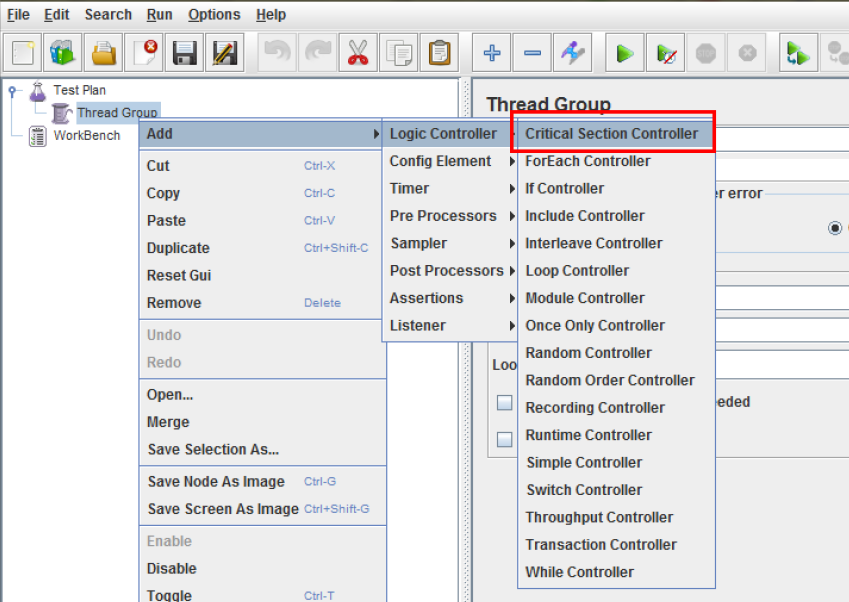 File Edit Search Run Options Help
Test Plan
Thread Group
WorkBench
Thread Group
Add
Cut Ctrl-X
Copy Ctrl-C
Paste Ctrl-V
Duplicate Ctrl+Shift-C
Reset Gui
Remove Delete
Undo
Redo
Open...
Merge
Save Selection As...
Save Node As Image Ctrl-G
Save Screen As Image Ctrl+Shift-G
Enable
Disable
Toggle Ctrl-T
Logic Controller
Config Element
Timer
Pre Processors
Sampler
Post Processors
Assertions
Listener
Critical Section Controller
ForEach Controller
If Controller
Include Controller
Interleave Controller
Loop Controller
Module Controller
Once Only Controller
Random Controller
Random Order Controller
Recording Controller
Runtime Controller
Simple Controller
Switch Controller
Throughput Controller
Transaction Controller
While Controller
er error
Loo
eeded